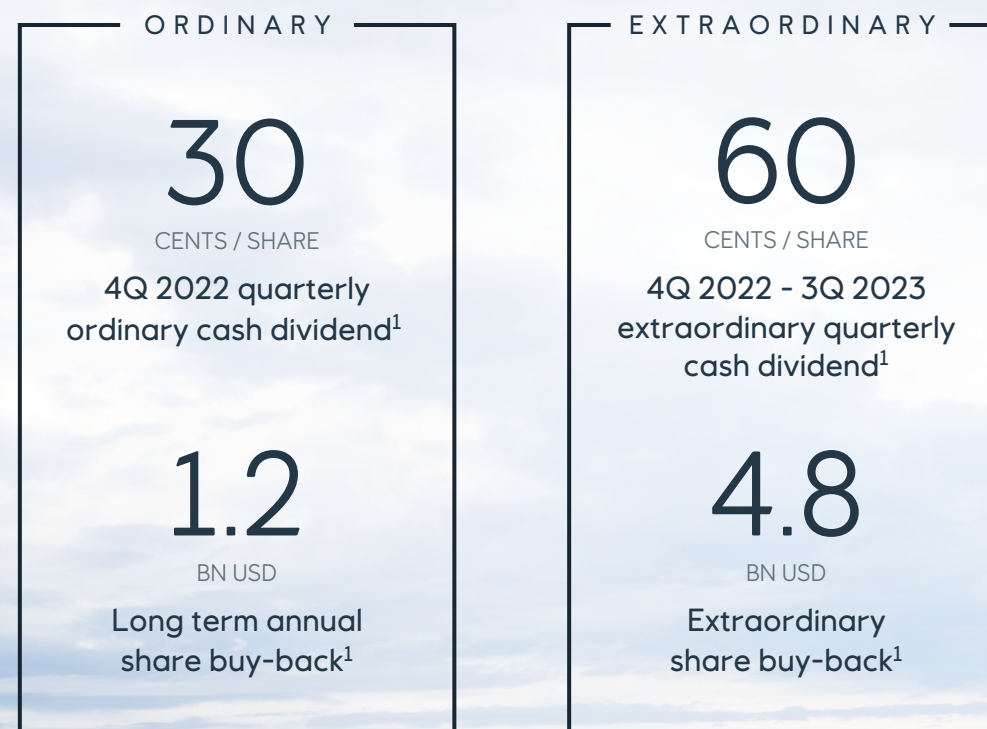 ORDINARY
30
CENTS / SHARE
4Q 2022 quarterly
ordinary cash dividend¹
1.2
BN USD
Long term annual
share buy-back¹
EXTRAORDINARY
60
CENTS / SHARE
4Q 2022 - 3Q 2023
extraordinary quarterly
cash dividend¹
4.8
BN USD
Extraordinary
share buy-back¹